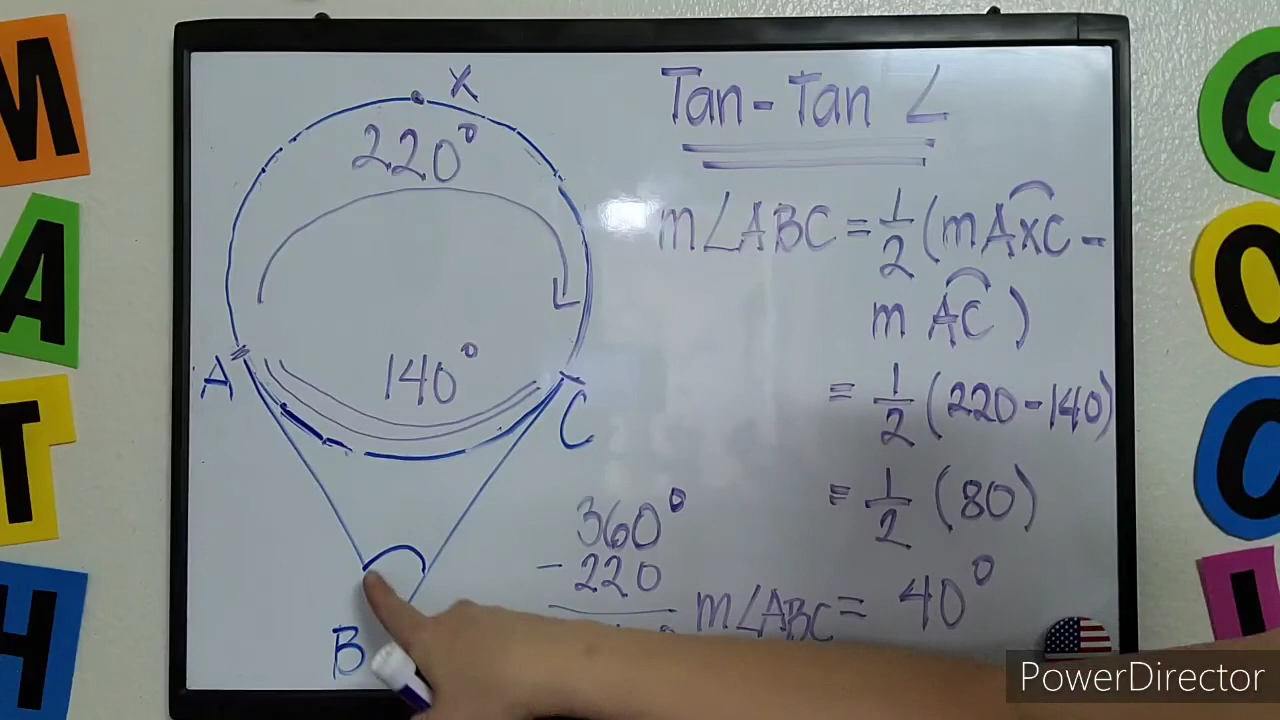 X
220°
A
140°
C
B
Tan-Tan ∠
m∠ABC = 1/2 (mAXC -
mAC)
= 1/2 (220-140)
= 1/2 (80)
m∠ABC = 40°
360°
- 220
M
A
T
H
C
O
C
I
PowerDirector